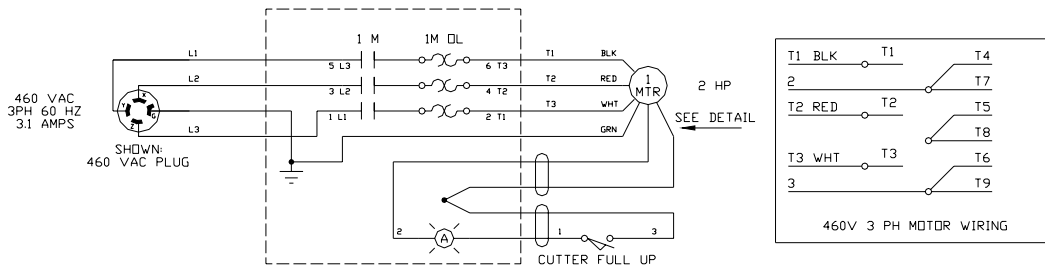 1 M 1M OL
L1 5 L3 6 T3 T1 BLK
L2 3 L2 4 T2 T2 RED
L3 1 L1 2 T1 T3 WHT
GRN
460 VAC
3PH 60 HZ
3.1 AMPS
X
Y
G
Z
SHOWN:
460 VAC PLUG
1
MTR
2 HP
SEE DETAIL
2 A 1 3
CUTTER FULL UP
T1 BLK T1 T4
2 T7
T2 RED T2 T5
T8
T3 WHT T3 T6
3 T9
460V 3 PH MOTOR WIRING